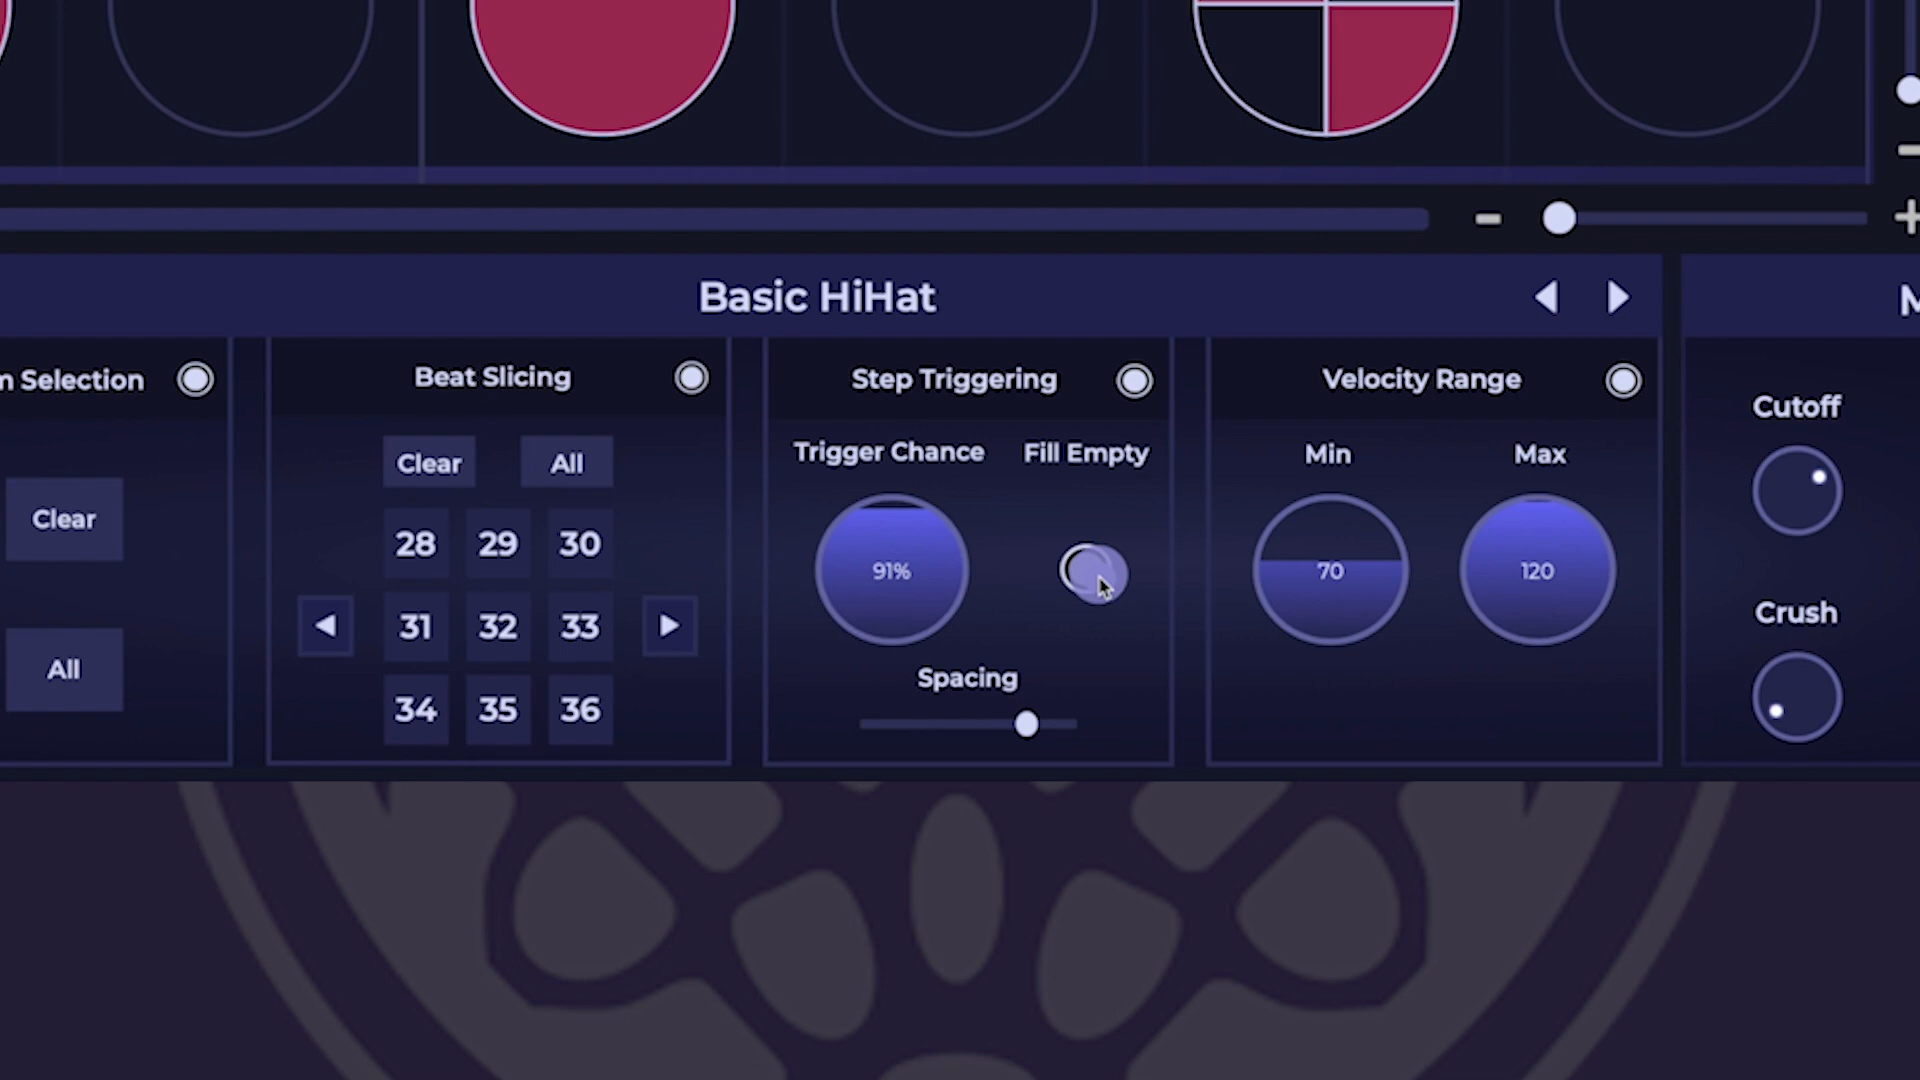 Basic HiHat
Selection
Clear
All
Beat Slicing
Clear
All
28 29 30
31 32 33
34 35 36
Step Triggering
Trigger Chance
Fill Empty
91%
Spacing
Velocity Range
Min
Max
70
120
Cutoff
Crush